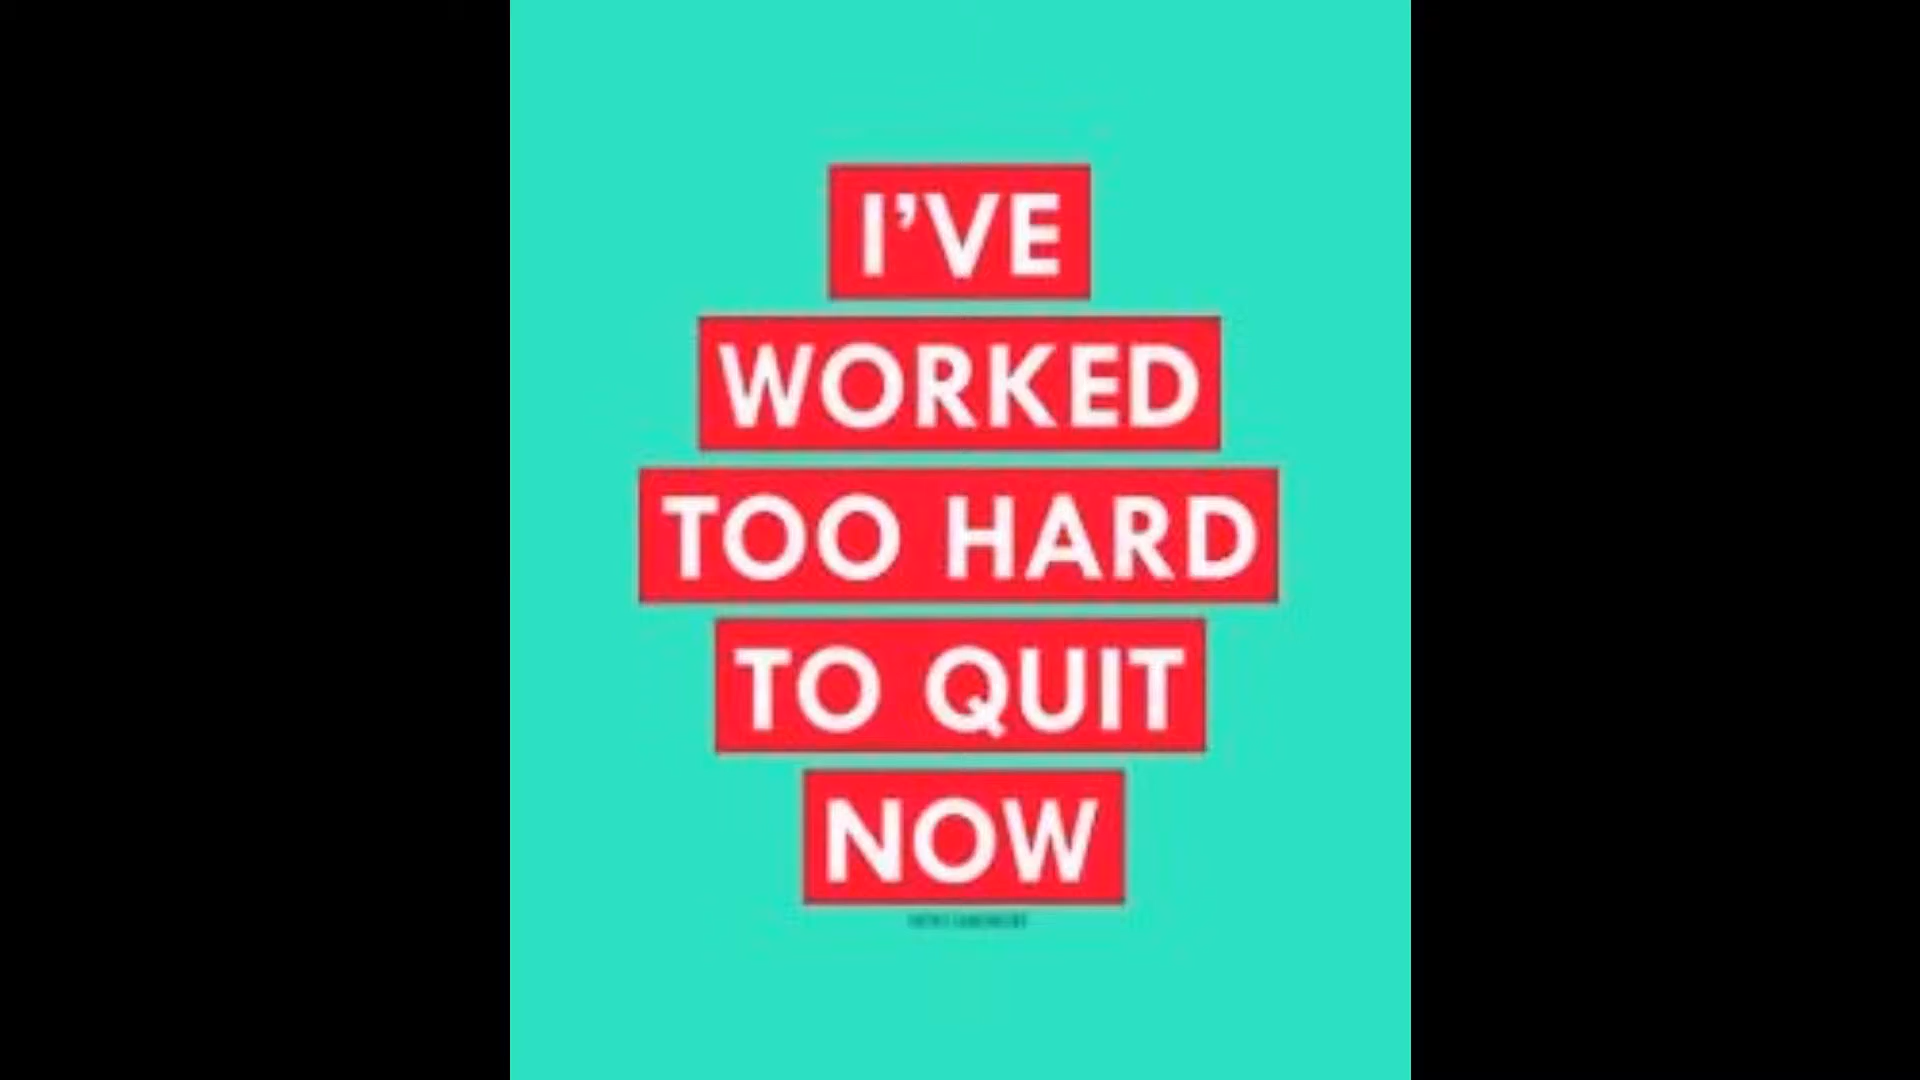 I’VE
WORKED
TOO HARD
TO QUIT
NOW